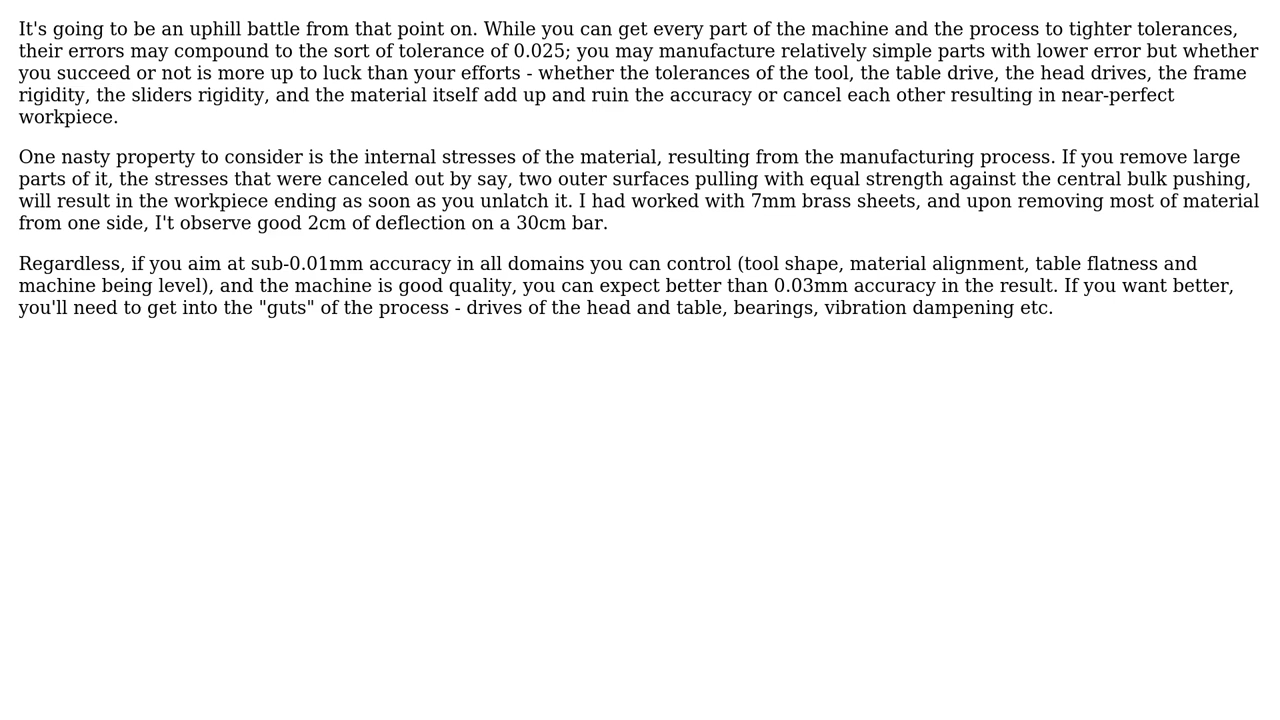 It's going to be an uphill battle from that point on. While you can get every part of the machine and the process to tighter tolerances,
their errors may compound to the sort of tolerance of 0.025; you may manufacture relatively simple parts with lower error but whether
you succeed or not is more up to luck than your efforts - whether the tolerances of the tool, the table drive, the head drives, the frame
rigidity, the sliders rigidity, and the material itself add up and ruin the accuracy or cancel each other resulting in near-perfect
workpiece.
One nasty property to consider is the internal stresses of the material, resulting from the manufacturing process. If you remove large
parts of it, the stresses that were canceled out by say, two outer surfaces pulling with equal strength against the central bulk pushing,
will result in the workpiece ending as soon as you unlatch it. I had worked with 7mm brass sheets, and upon removing most of material
from one side, I't observe good 2cm of deflection on a 30cm bar.
Regardless, if you aim at sub-0.01mm accuracy in all domains you can control (tool shape, material alignment, table flatness and
machine being level), and the machine is good quality, you can expect better than 0.03mm accuracy in the result. If you want better,
you'll need to get into the "guts" of the process - drives of the head and table, bearings, vibration dampening etc.